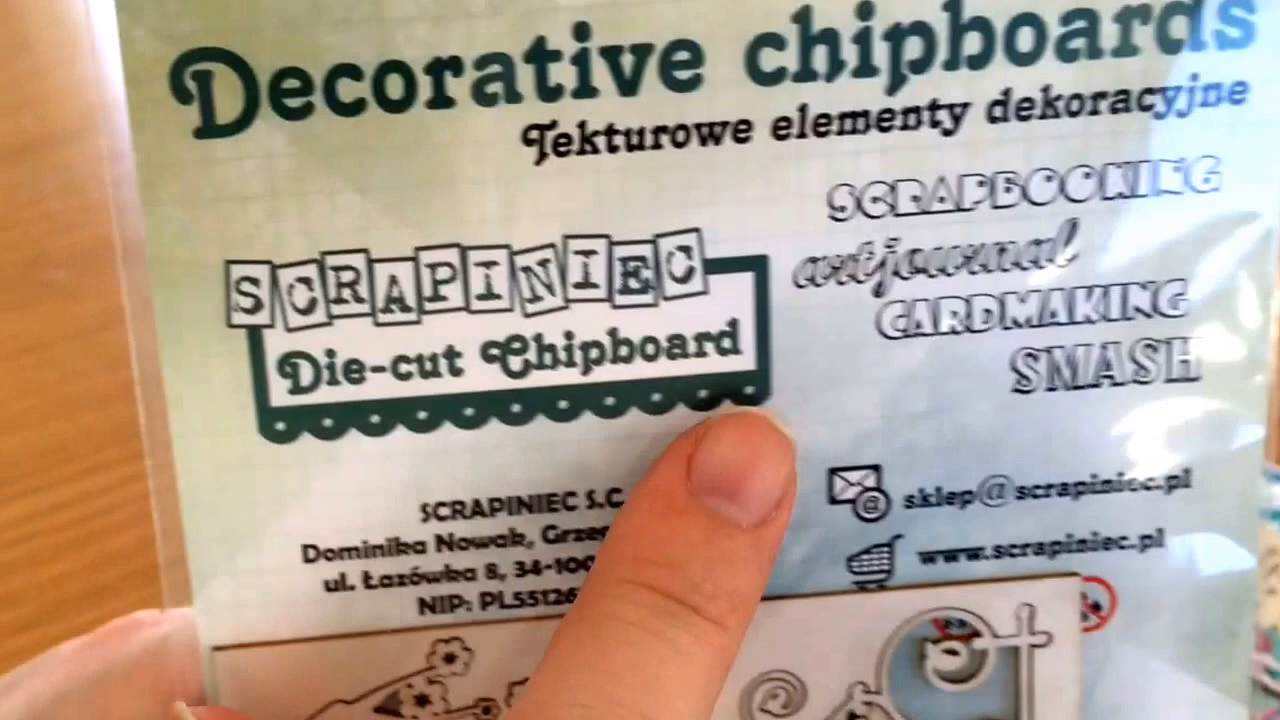 Decorative chipboards
Tekturowe elementy dekoracyjne
SCRAPBOOKING
artjournal
CARDMAKING
SMASH
SCRAPINIEC
Die-cut Chipboard
SCRAPINIEC S.C
Dominika Nowak,
ul. Łazówka 8, 34-100
NIP:
sklep@scrapiniec.pl
www.scrapiniec.pl